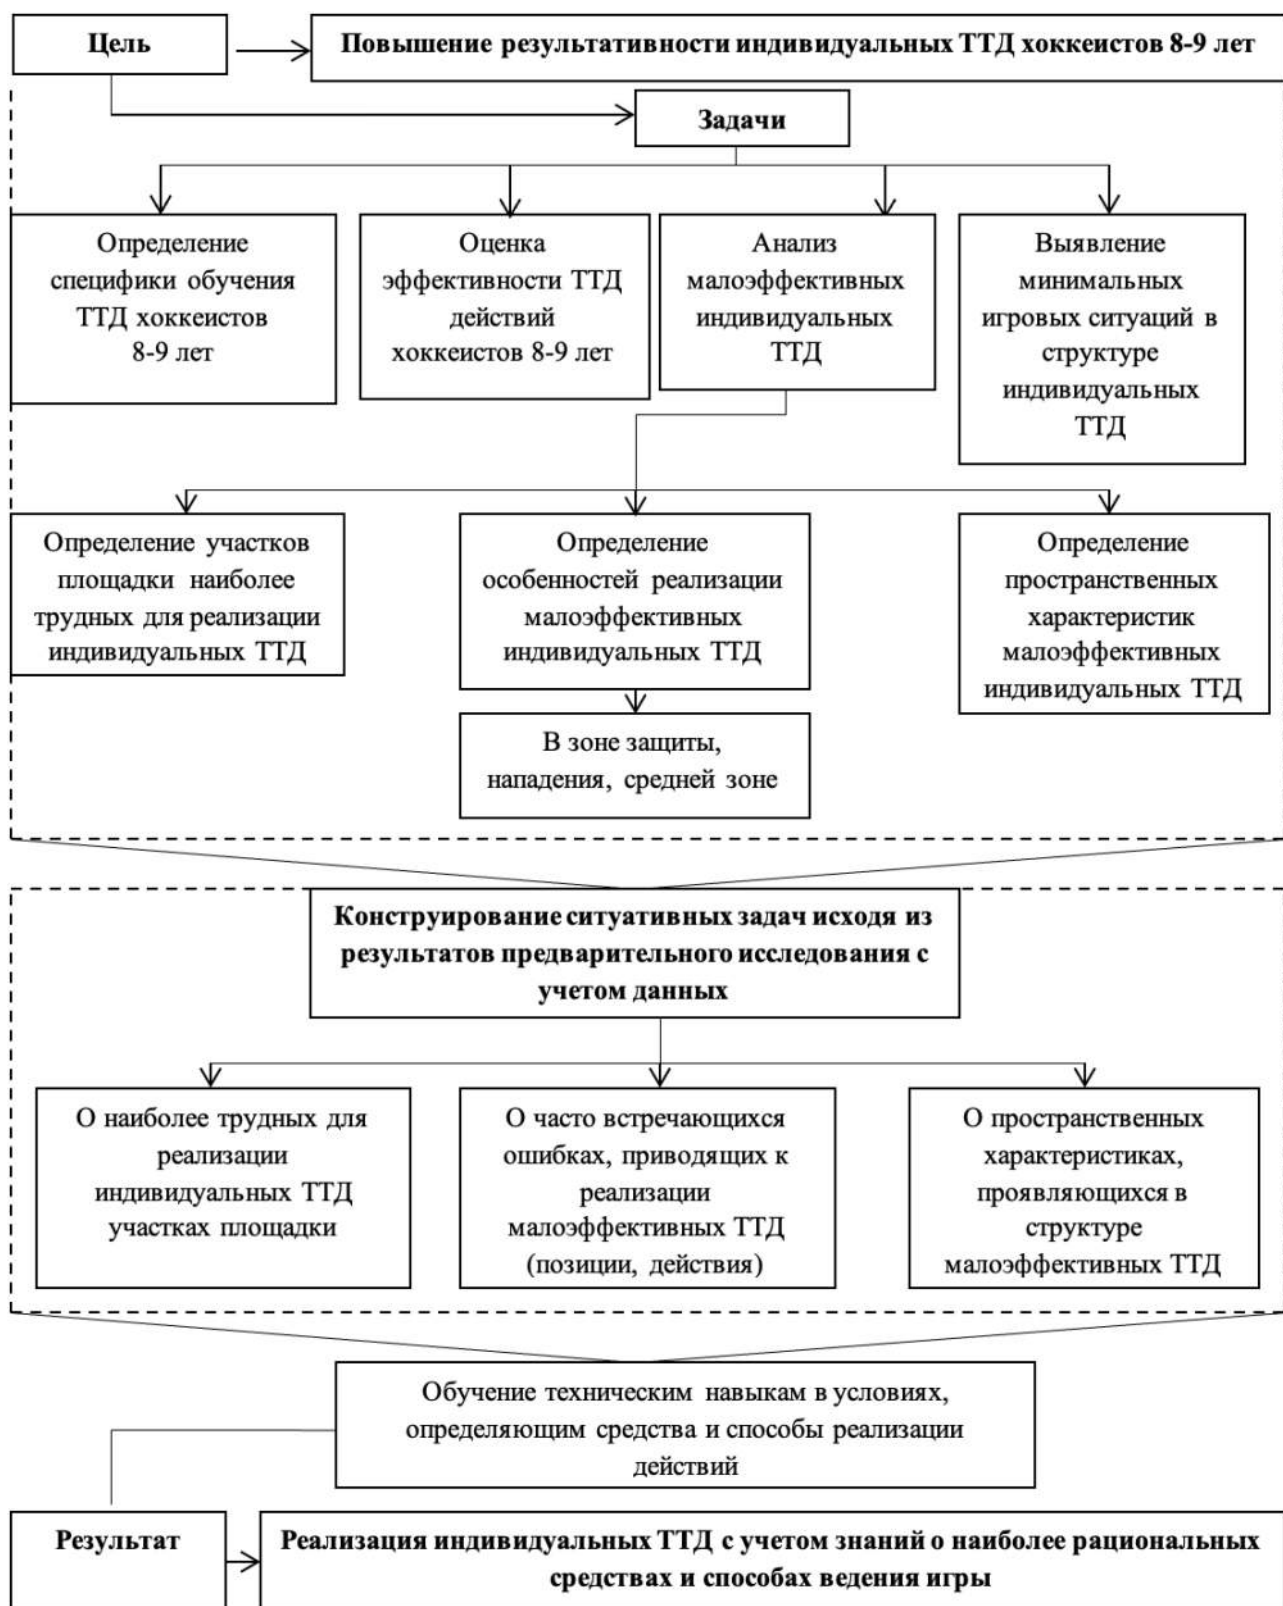 Цель
Повышение результативности индивидуальных ТТД хоккеистов 8-9 лет
Задачи
Определение
специфики обучения
ТТД хоккеистов
8-9 лет
Оценка
эффективности ТТД
действий
хоккеистов 8-9 лет
Анализ
малоэффективных
индивидуальных
ТТД
Выявление
минимальных
игровых ситуаций в
структуре
индивидуальных
ТТД
Определение участков
площадки наиболее
трудных для реализации
индивидуальных ТТД
Определение
особенностей реализации
малоэффективных
индивидуальных ТТД
Определение
пространственных
характеристик
малоэффективных
индивидуальных ТТД
В зоне защиты,
нападения, средней зоне
Конструирование ситуативных задач исходя из
результатов предварительного исследования с
учетом данных
О наиболее трудных для
реализации
индивидуальных ТТД
участках площадки
О часто встречающихся
ошибках, приводящих к
реализации
малоэффективных ТТД
(позиции, действия)
О пространственных
характеристиках,
проявляющихся в
структуре
малоэффективных ТТД
Обучение техническим навыкам в условиях,
определяющим средства и способы реализации
действий
Результат
Реализация индивидуальных ТТД с учетом знаний о наиболее рациональных
средствах и способах ведения игры